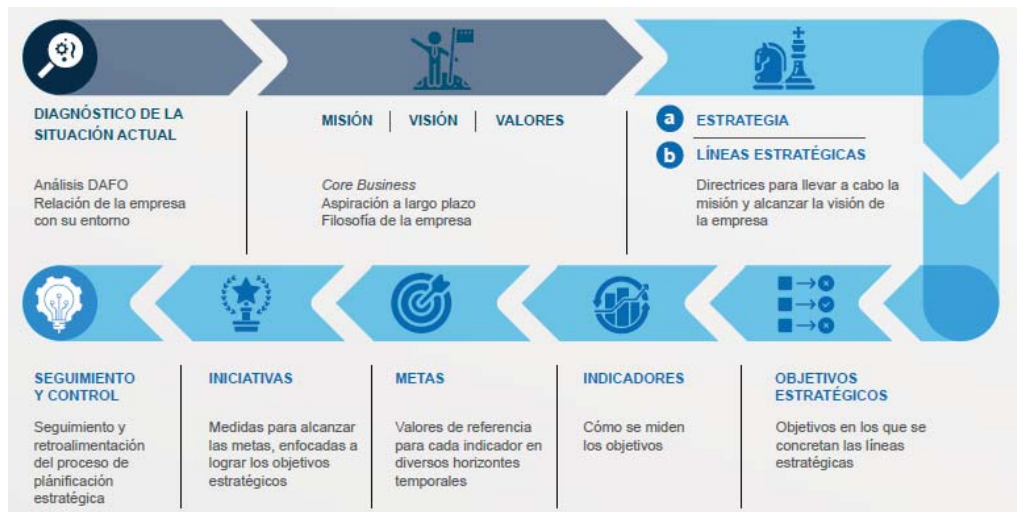 DIAGNÓSTICO DE LA
SITUACIÓN ACTUAL
Análisis DAFO
Relación de la empresa
con su entorno
MISIÓN
VISIÓN
VALORES
Core Business
Aspiración a largo plazo
Filosofía de la empresa
a ESTRATEGIA
b LÍNEAS ESTRATÉGICAS
Directrices para llevar a cabo la
misión y alcanzar la visión de
la empresa
SEGUIMIENTO
Y CONTROL
Seguimiento y
retroalimentación
del proceso de
plánificación
estratégica
INICIATIVAS
Medidas para alcanzar
las metas, enfocadas a
lograr los objetivos
estratégicos
METAS
Valores de referencia
para cada indicador en
diversos horizontes
temporales
INDICADORES
Cómo se miden
los objetivos
OBJETIVOS
ESTRATÉGICOS
Objetivos en los que se
concretan las líneas
estratégicas